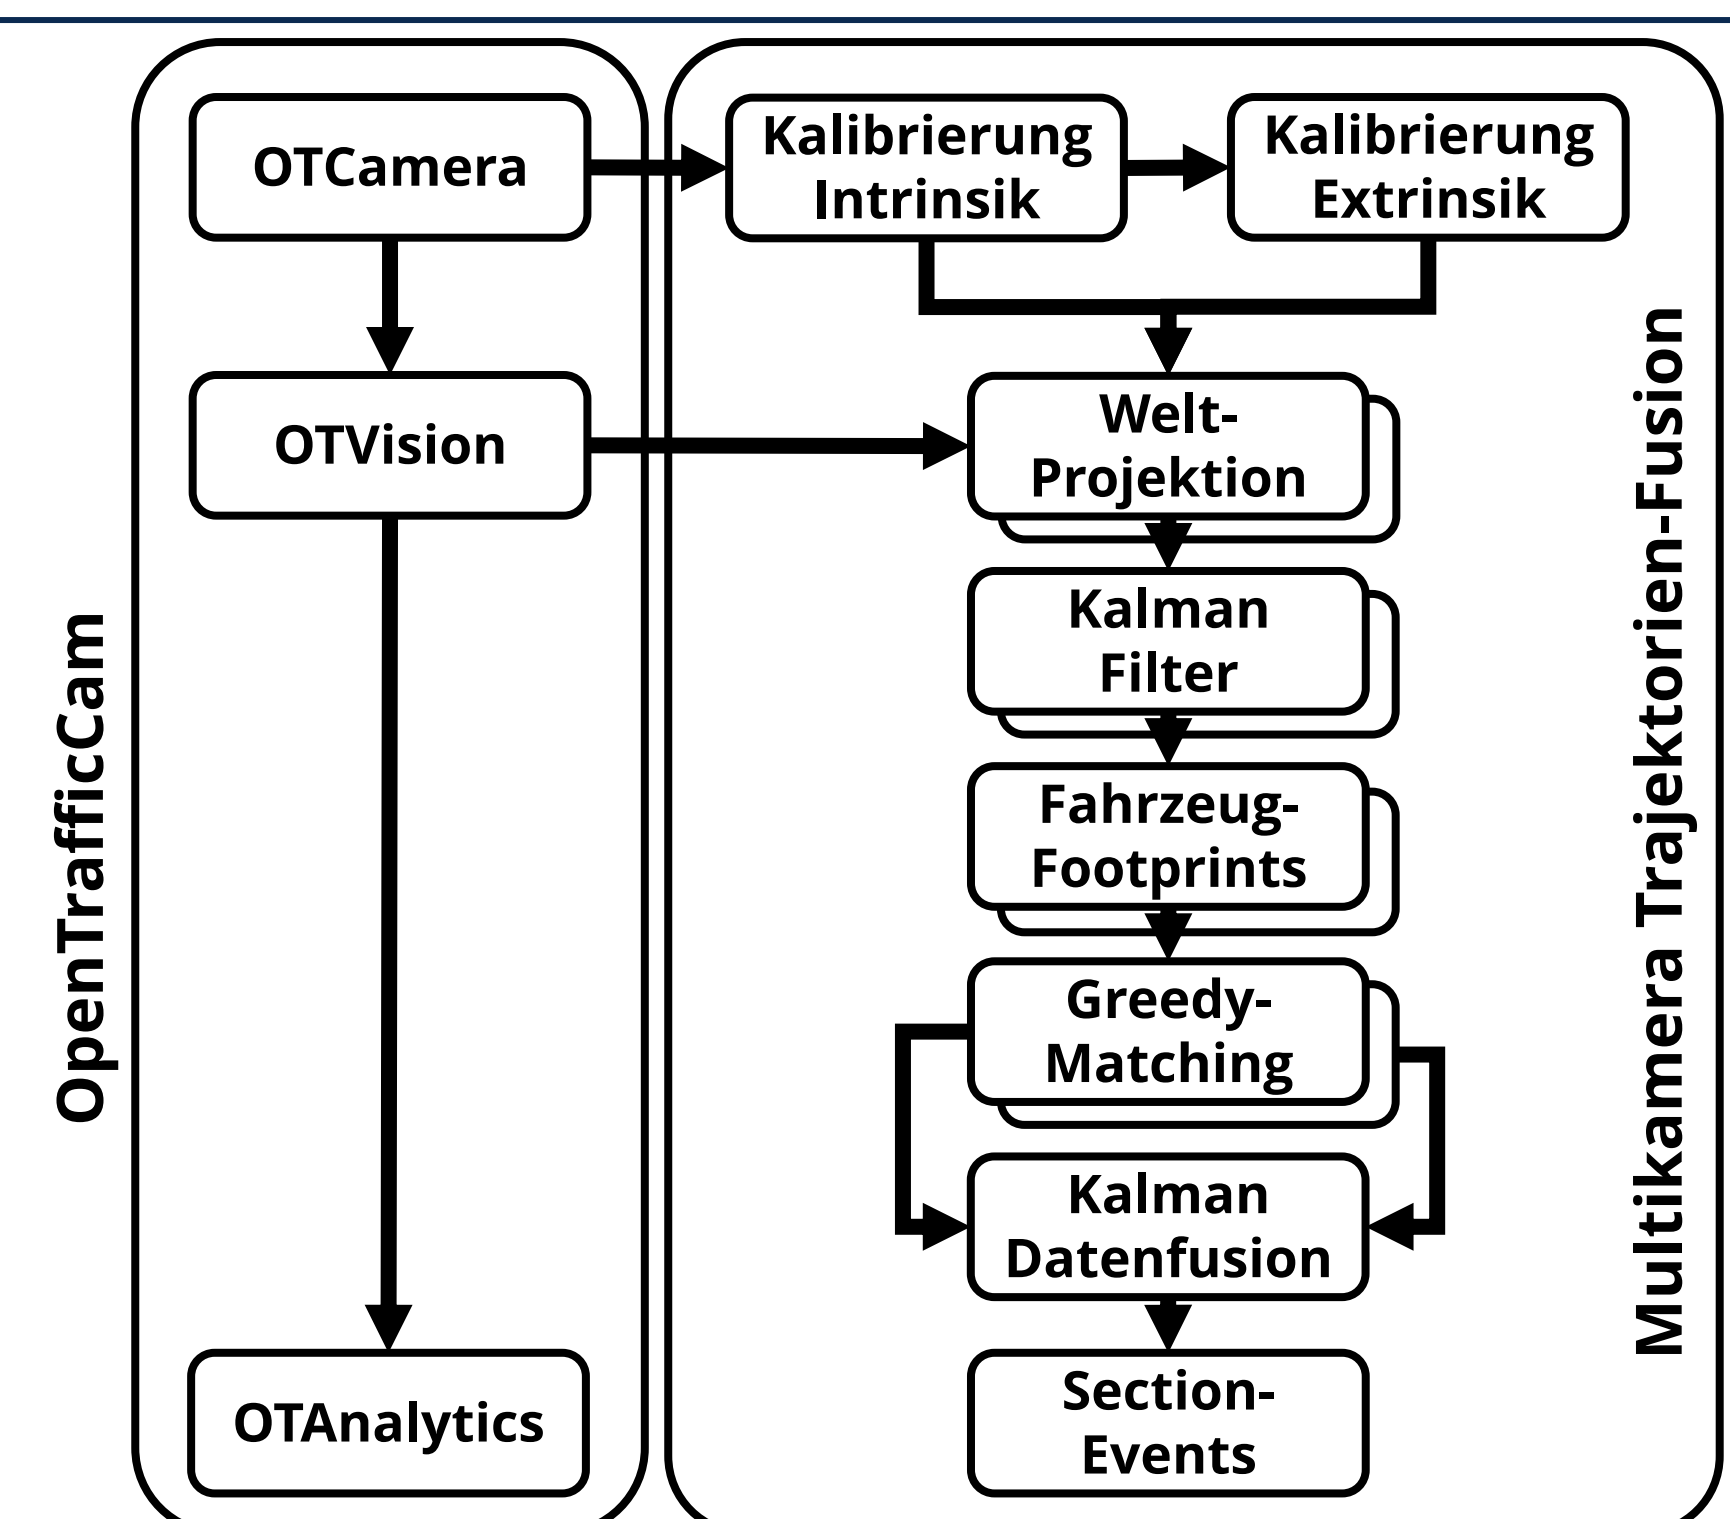 OpenTrafficCam
OTCamera
OTVision
OTAnalytics
Kalibrierung
Intrinsik
Kalibrierung
Extrinsik
Welt-
Projektion
Kalman
Filter
Fahrzeug-
Footprints
Greedy-
Matching
Kalman
Datenfusion
Section-
Events
Multikamera Trajektorien-Fusion